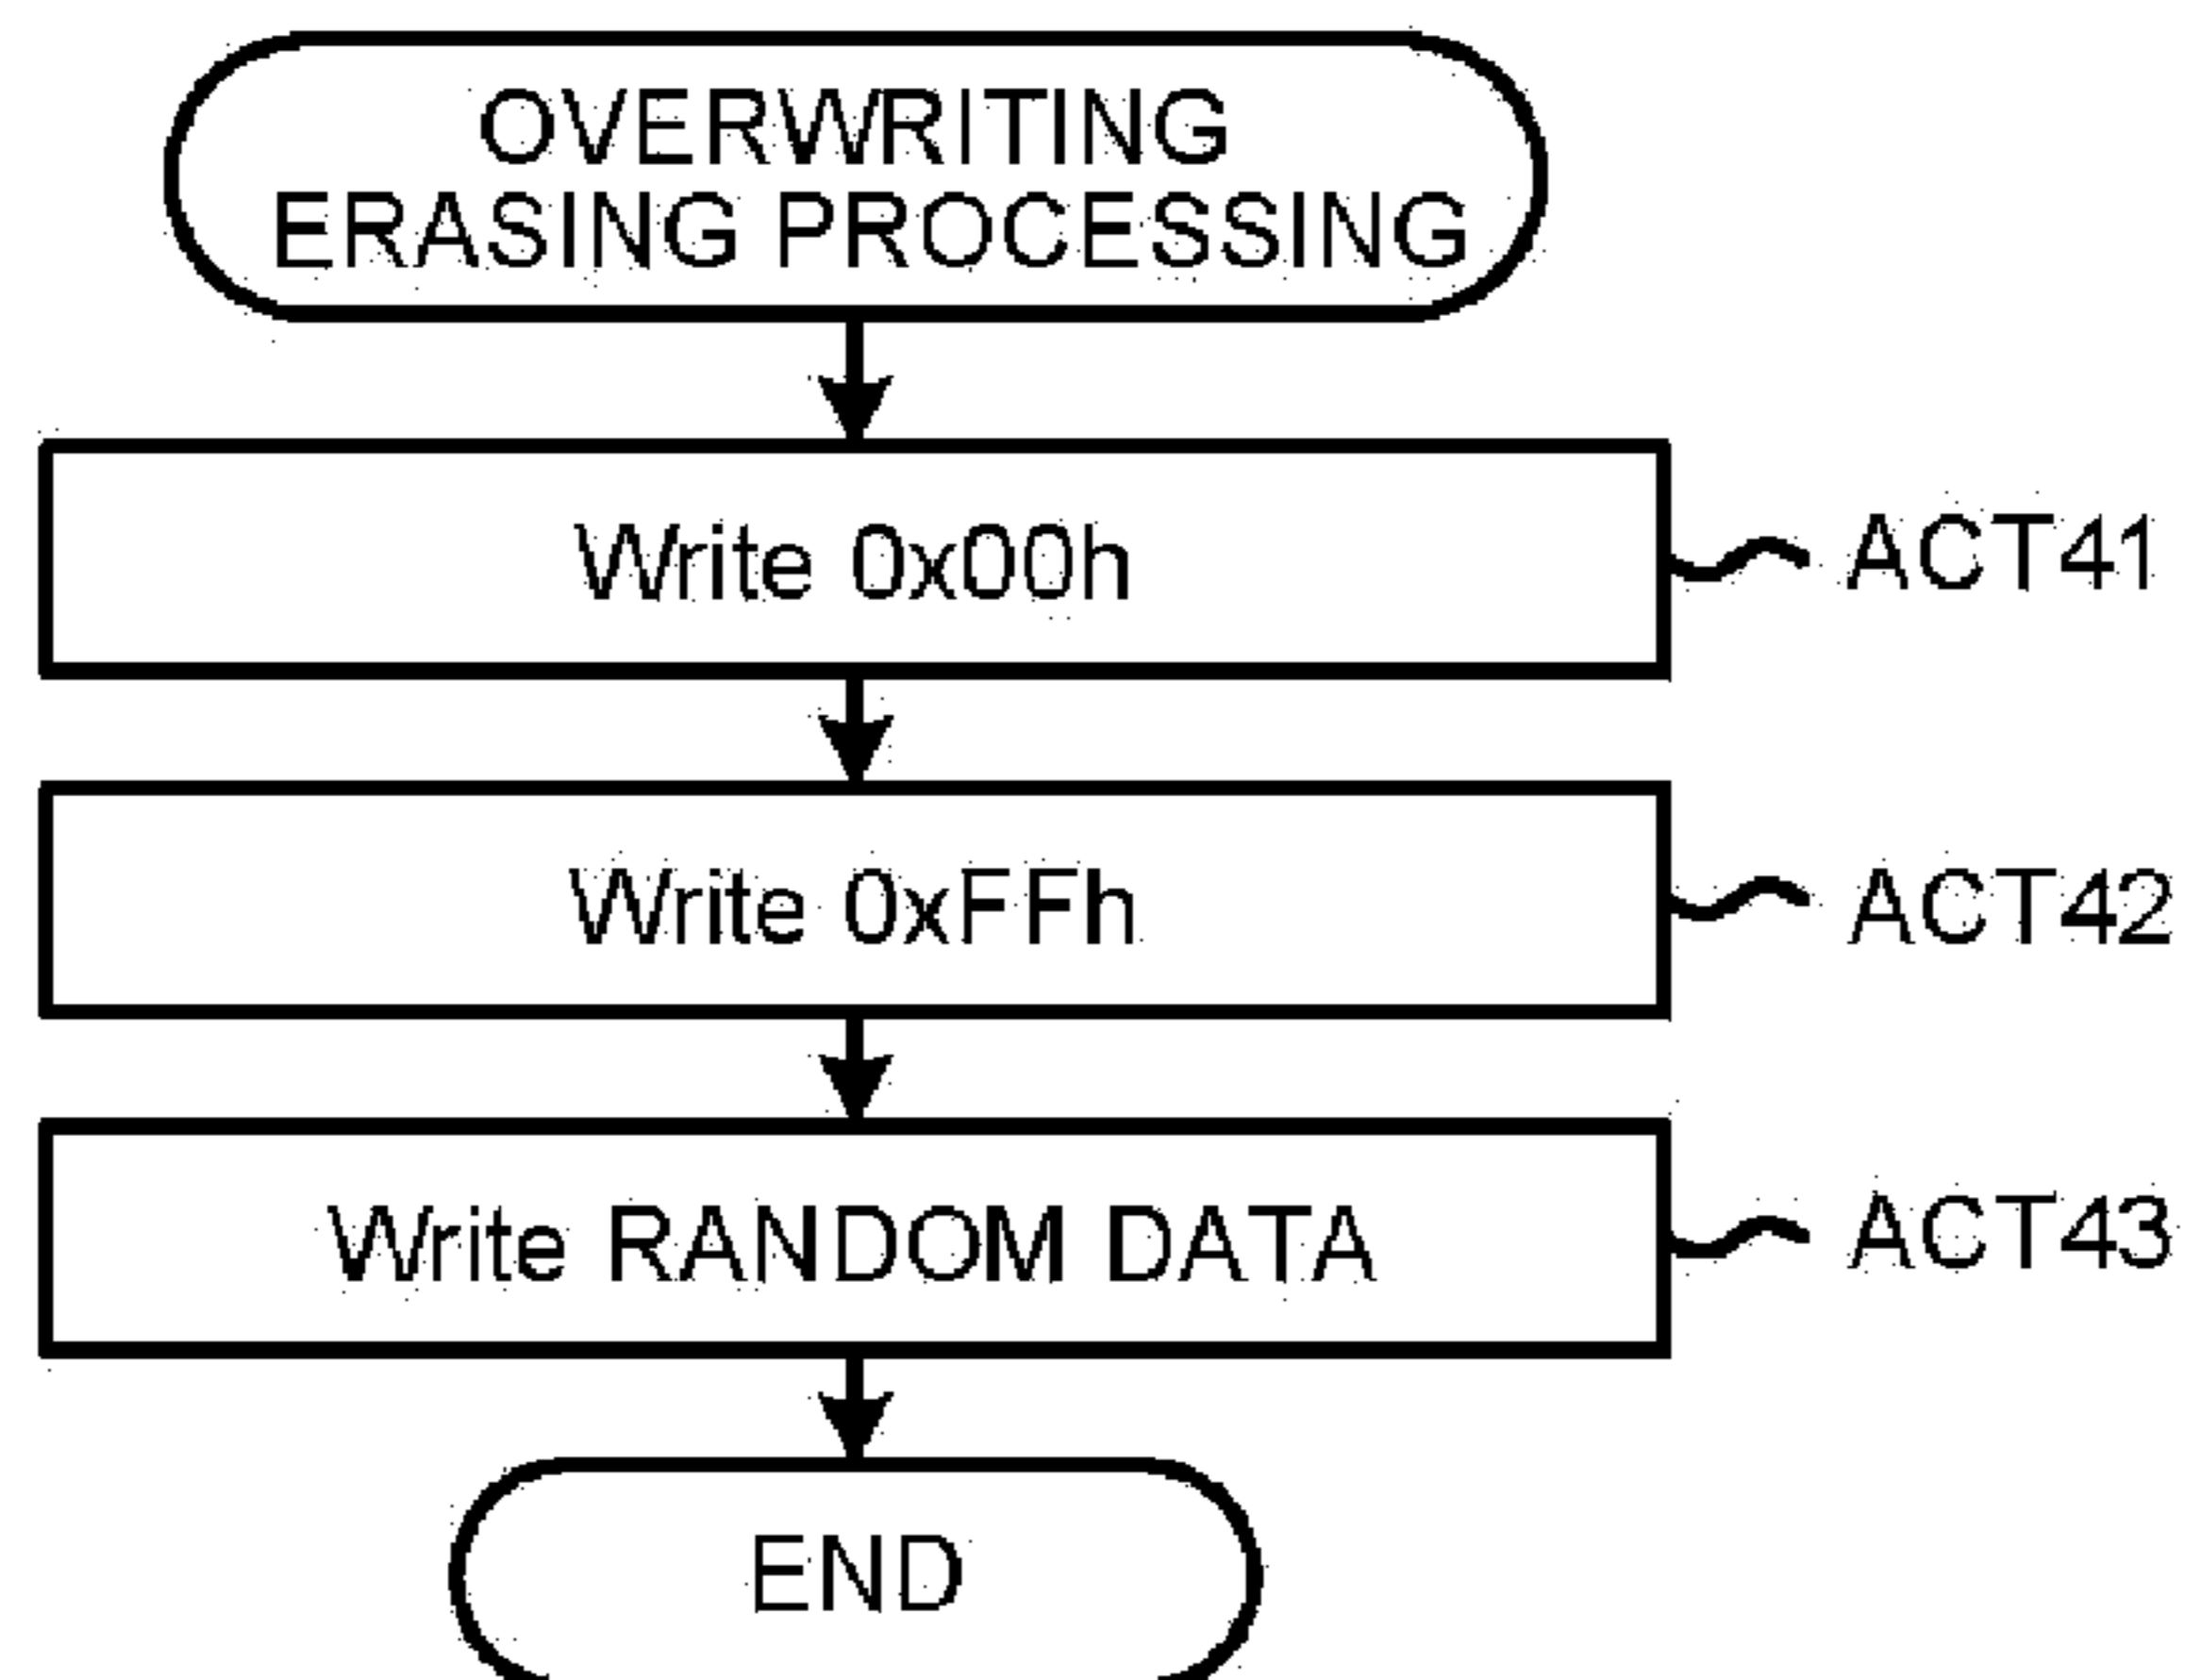 OVERWRITING
ERASING PROCESSING
Write 0x00h
ACT41
Write 0xFFh
ACT42
Write RANDOM DATA
ACT43
END